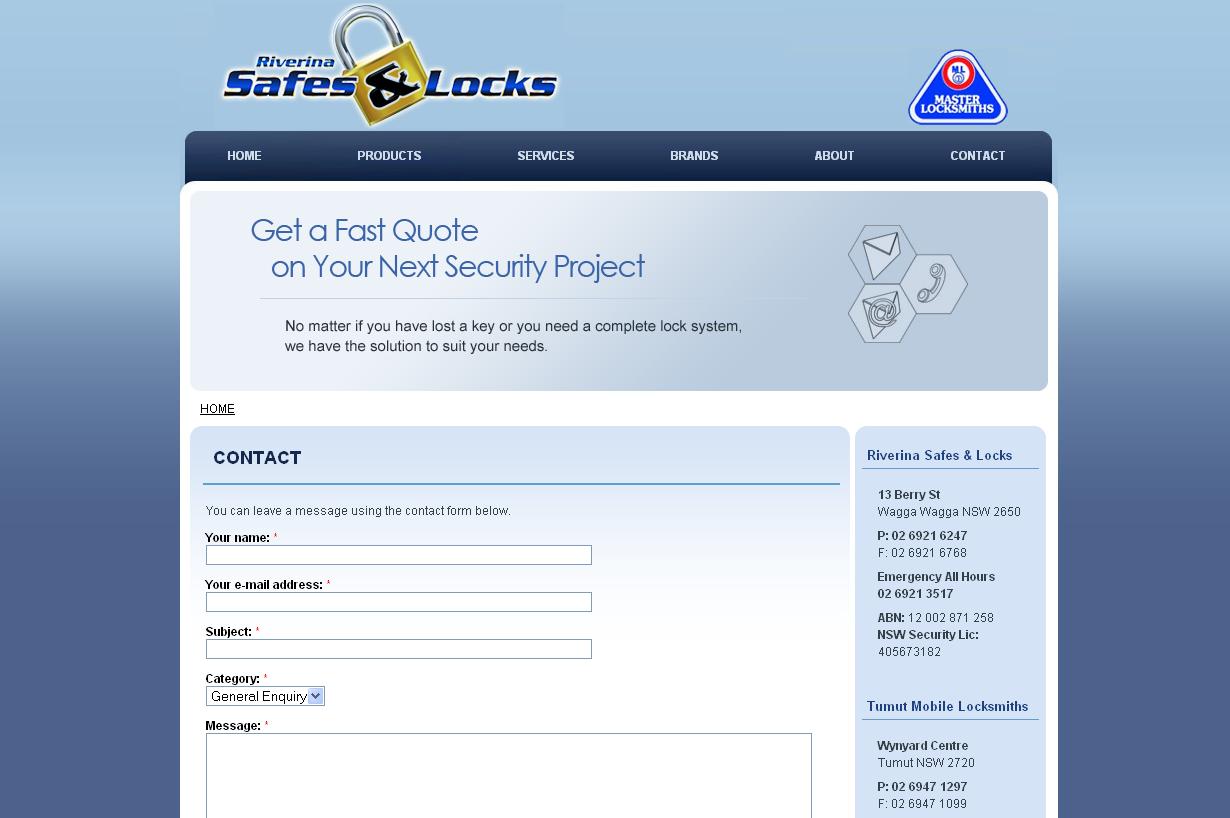 Riverina
Safes & Locks
ML
MASTER
LOCKSMITHS
HOME PRODUCTS SERVICES BRANDS ABOUT CONTACT
Get a Fast Quote
on Your Next Security Project
No matter if you have lost a key or you need a complete lock system,
we have the solution to suit your needs.
@
HOME
CONTACT
You can leave a message using the contact form below.
Your name: *
Your e-mail address: *
Subject: *
Category: *
General Enquiry
Message: *
Riverina Safes & Locks
13 Berry St
Wagga Wagga NSW 2650
P: 02 6921 6247
F: 02 6921 6768
Emergency All Hours
02 6921 3517
ABN: 12 002 871 258
NSW Security Lic:
405673182
Tumut Mobile Locksmiths
Wynyard Centre
Tumut NSW 2720
P: 02 6947 1297
F: 02 6947 1099